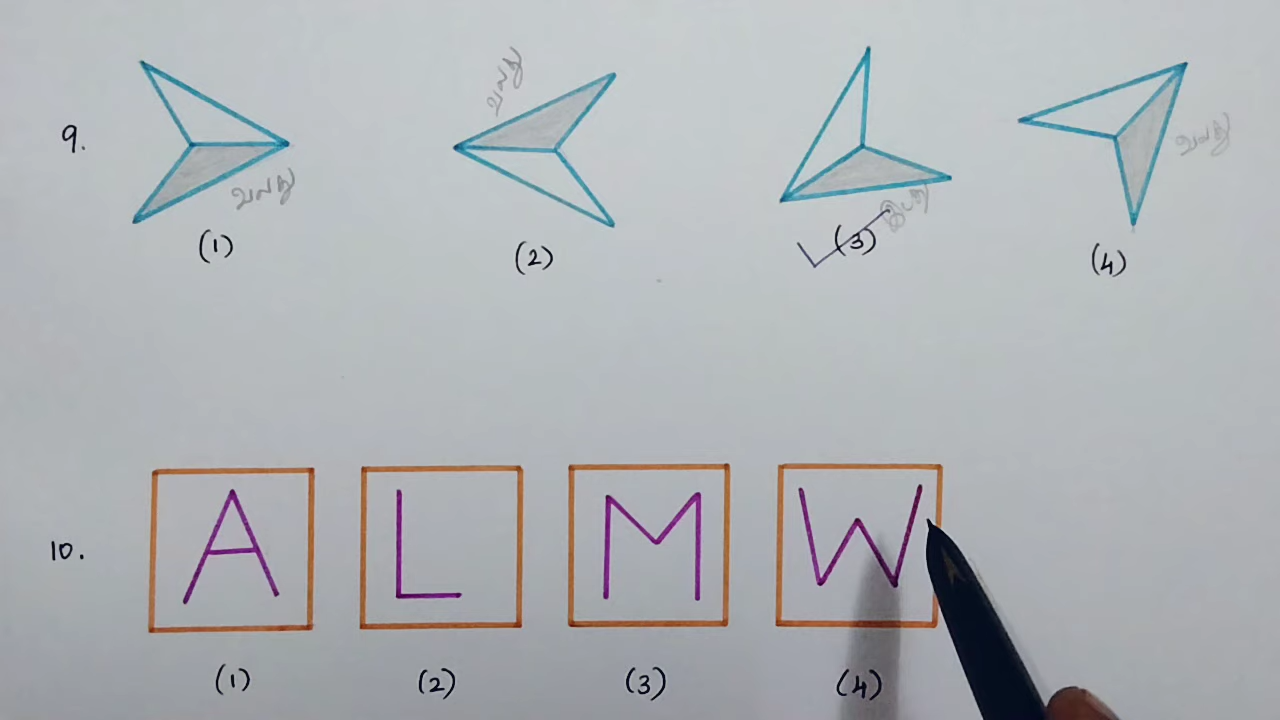 9.
வலது
வலது
இடது
வலது
(1) (2) (3) (4)
10.
A L M W
(1) (2) (3) (4)